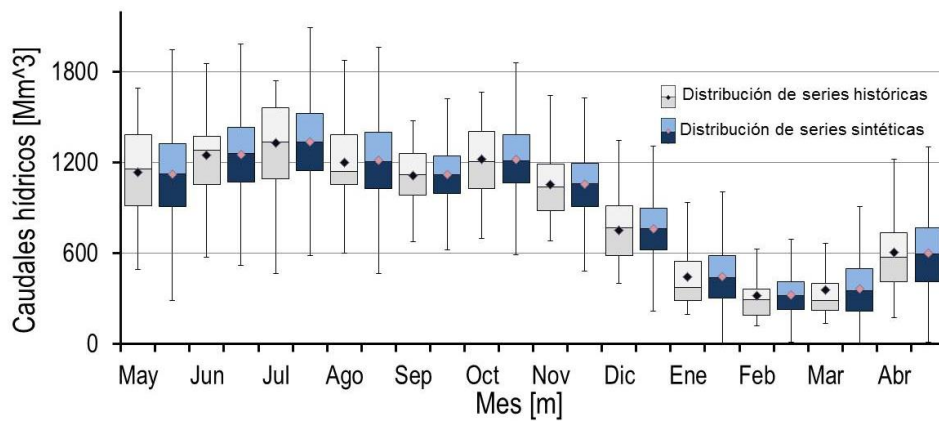 Caudales hídricos [Mm^3]
1800
1200
600
0
Distribución de series históricas
Distribución de series sintéticas
May Jun Jul Ago Sep Oct Nov Dic Ene Feb Mar Abr
Mes [m]